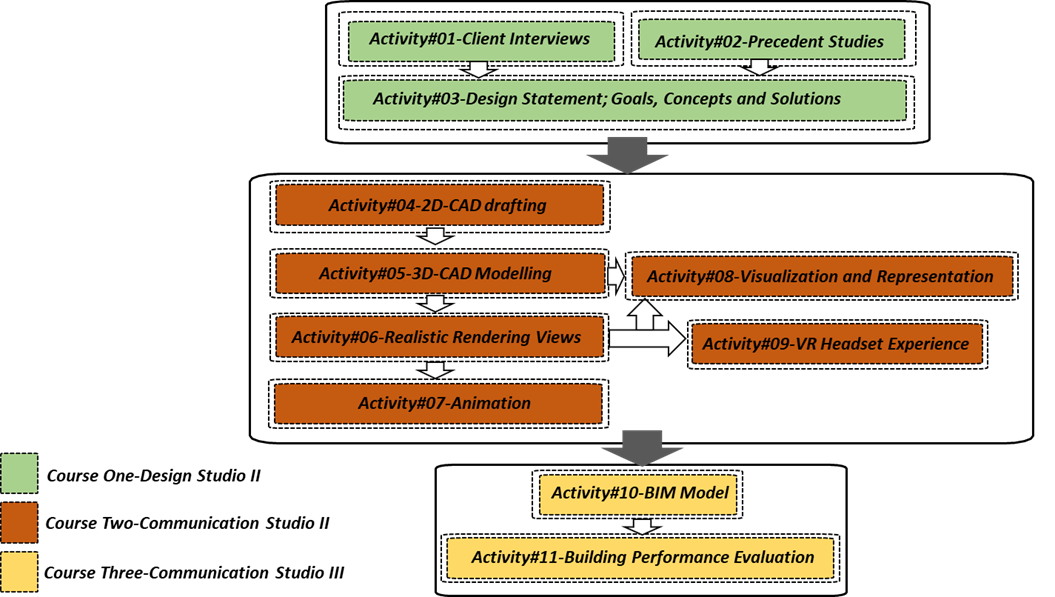 Activity#01-Client Interviews
Activity#02-Precedent Studies
Activity#03-Design Statement; Goals, Concepts and Solutions
Activity#04-2D-CAD drafting
Activity#05-3D-CAD Modelling
Activity#08-Visualization and Representation
Activity#06-Realistic Rendering Views
Activity#09-VR Headset Experience
Activity#07-Animation
Course One-Design Studio II
Course Two-Communication Studio II
Course Three-Communication Studio III
Activity#10-BIM Model
Activity#11-Building Performance Evaluation